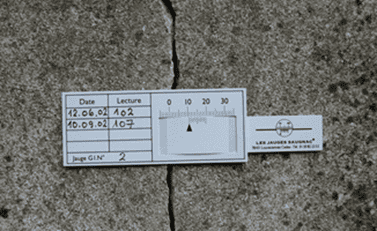 Date Lecture
12.06.02 102
10.09.02 107
Jauge G.I.N° 2
0 10 20 30
LES JAUGES SAUGNAC